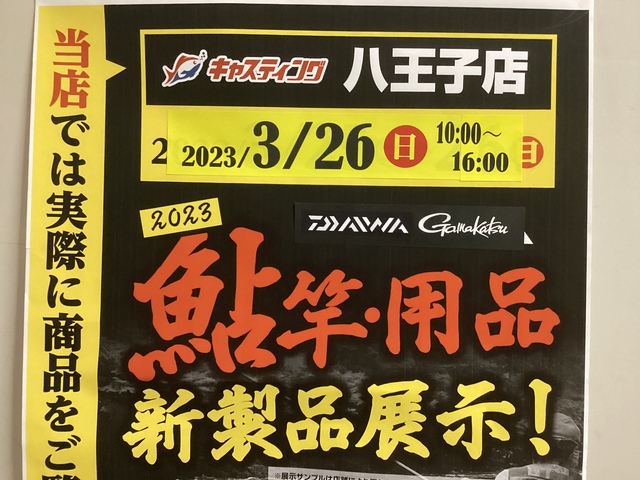 当店では実際に商品をご
キャスティング 八王子店
2023/3/26 日 10:00～
16:00
2023
DAIWA Gamakatsu
鮎竿・用品
新製品展示！